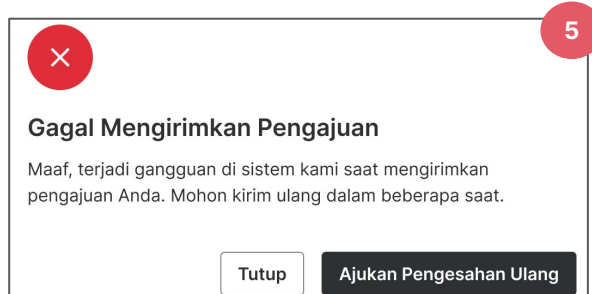 5
Gagal Mengirimkan Pengajuan
Maaf, terjadi gangguan di sistem kami saat mengirimkan
pengajuan Anda. Mohon kirim ulang dalam beberapa saat.
Tutup
Ajukan Pengesahan Ulang